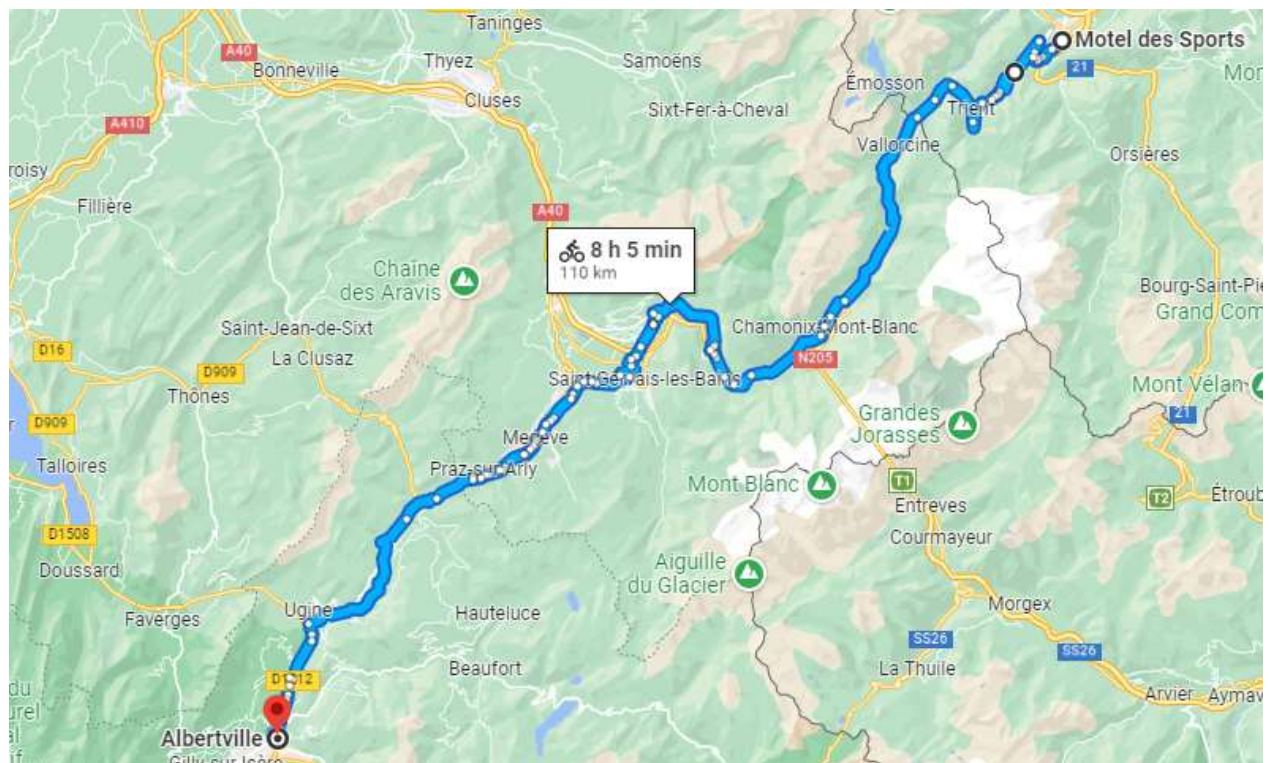 Taninges
Motel des Sports
A40
Thyez
Samoëns
21
Bonneville
Émosson
Cluses
Sixt-Fer-à-Cheval
Trient
A410
Vallorcine
Orsières
Fillière
A40
8 h 5 min
110 km
Chaîne
des Aravis
Bourg-Saint-Pie
Grand Com
Saint-Jean-de-Sixt
Chamonix-Mont-Blanc
D16
La Clusaz
N205
D909
Saint-Gervais-les-Bains
Mont Vélan
Thônes
Grandes
Jorasses
21
D909
Megève
Talloires
Praz-sur-Arly
Mont Blanc
T1
Entreves
T2
Étroub
D1508
Courmayeur
Doussard
Aiguille
du Glacier
Faverges
Ugine
Hauteluce
Morgex
SS26
SS26
Beaufort
La Thuile
D1212
Arvier
Aymav
Albertville
Gilly-sur-Isère